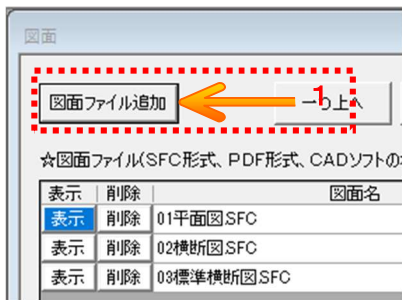 図面
図面ファイル追加
1
一つ上へ
☆図面ファイル(SFC形式、PDF形式、CADソフトの
表示 削除 図面名
表示 削除 01平面図.SFC
表示 削除 02横断図.SFC
表示 削除 03標準横断図.SFC